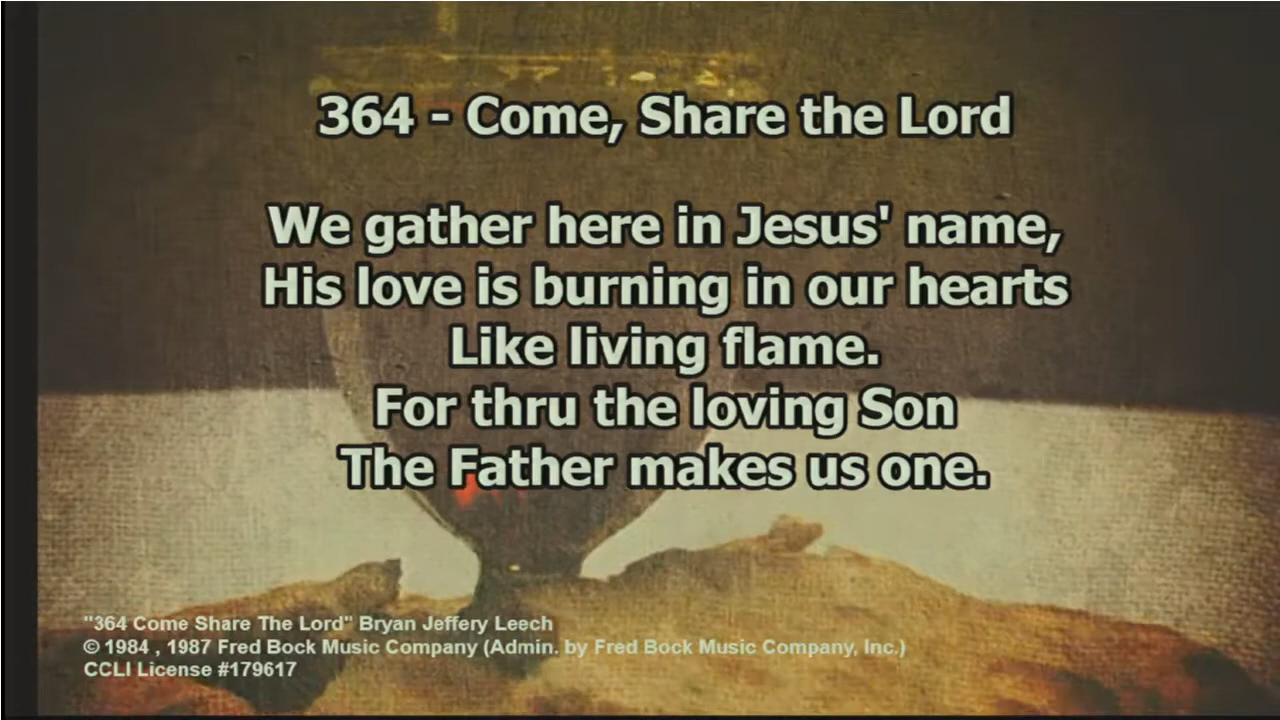 364 - Come, Share the Lord
We gather here in Jesus' name,
His love is burning in our hearts
Like living flame.
For thru the loving Son
The Father makes us one.
"364 Come Share The Lord" Bryan Jeffery Leech
© 1984 , 1987 Fred Bock Music Company (Admin. by Fred Bock Music Company, Inc.)
CCLI License #179617